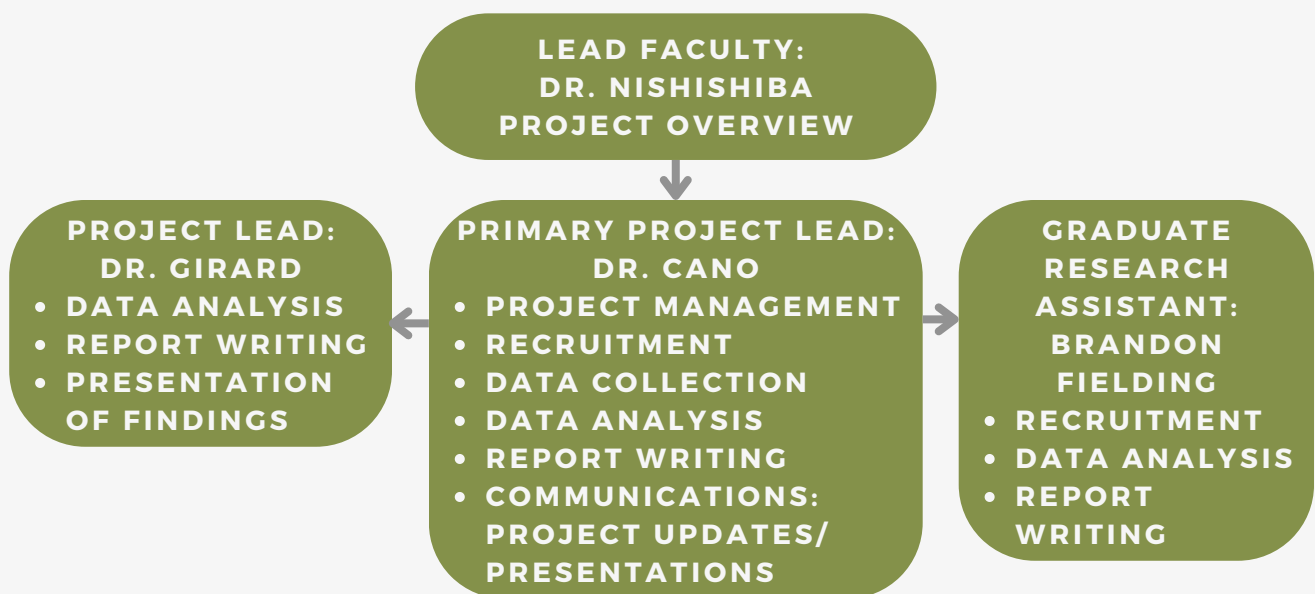 LEAD FACULTY:
DR. NISHISHIBA
PROJECT OVERVIEW
PROJECT LEAD:
DR. GIRARD
• DATA ANALYSIS
• REPORT WRITING
• PRESENTATION
OF FINDINGS
PRIMARY PROJECT LEAD:
DR. CANO
• PROJECT MANAGEMENT
• RECRUITMENT
• DATA COLLECTION
• DATA ANALYSIS
• REPORT WRITING
• COMMUNICATIONS:
PROJECT UPDATES/
PRESENTATIONS
GRADUATE
RESEARCH
ASSISTANT:
BRANDON
FIELDING
• RECRUITMENT
• DATA ANALYSIS
• REPORT
WRITING